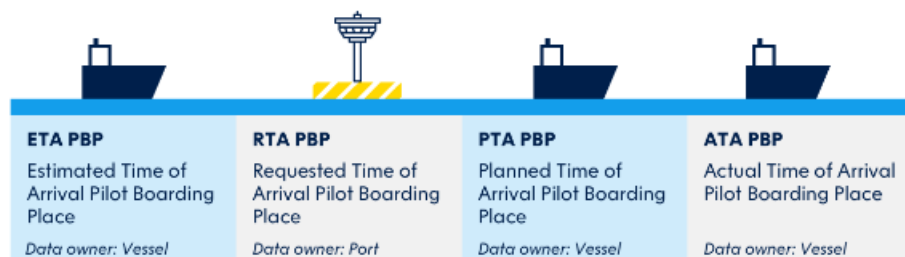 ETA PBP
Estimated Time of
Arrival Pilot Boarding
Place
Data owner: Vessel
RTA PBP
Requested Time of
Arrival Pilot Boarding
Place
Data owner: Port
PTA PBP
Planned Time of
Arrival Pilot Boarding
Place
Data owner: Vessel
ATA PBP
Actual Time of Arrival
Pilot Boarding Place
Data owner: Vessel